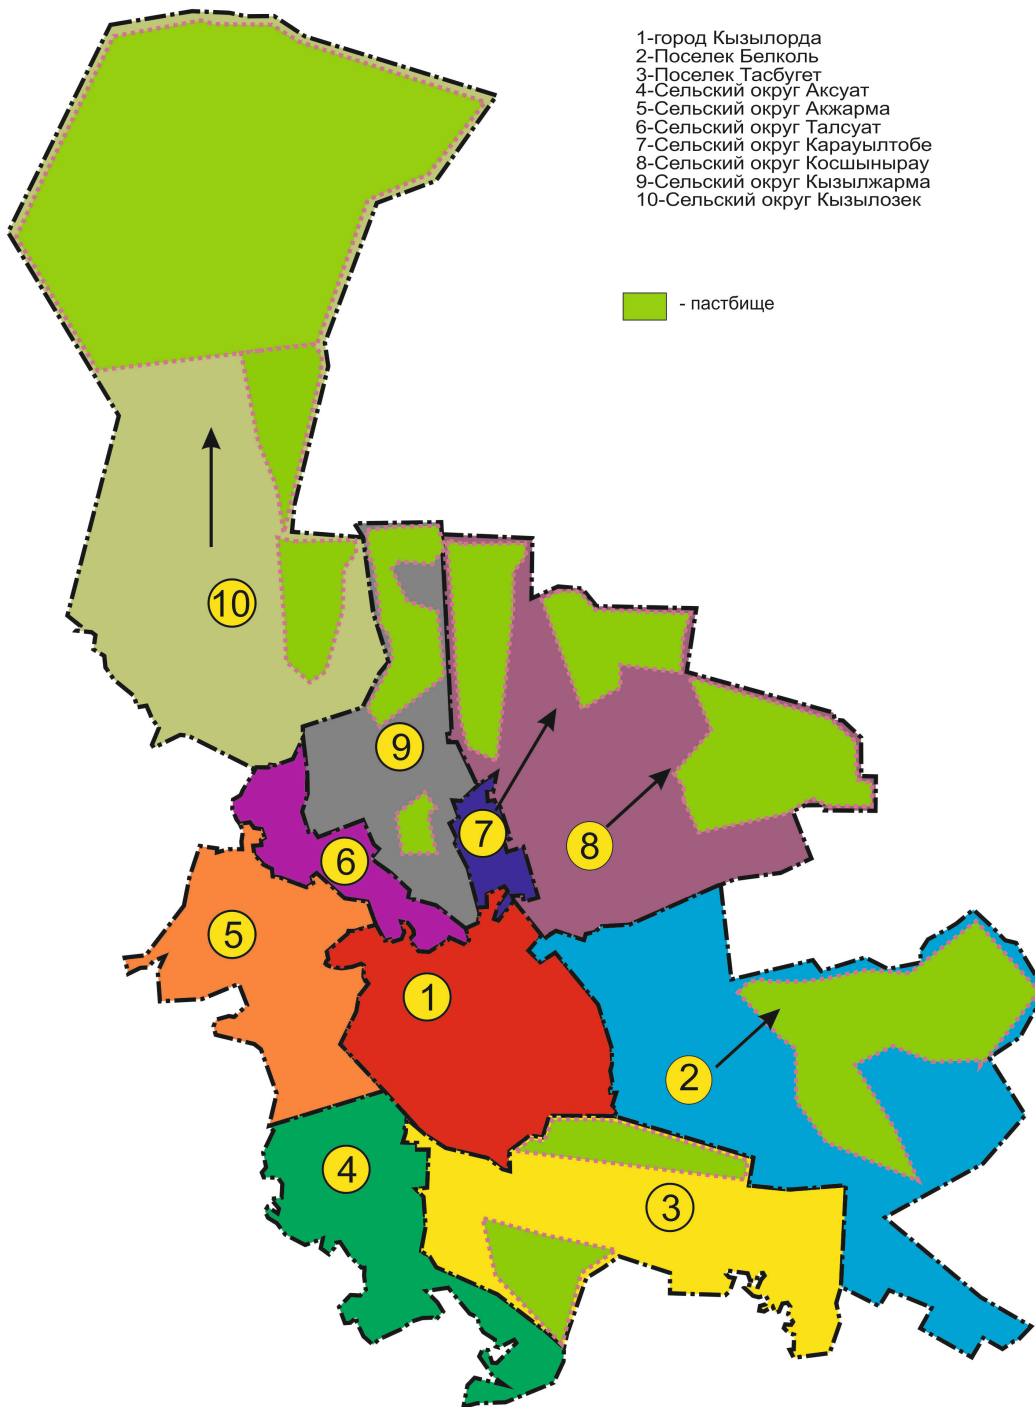 1-город Кызылорда
2-Поселек Белколь
3-Поселек Тасбугет
4-Сельский округ Аксуат
5-Сельский округ Акжарма
6-Сельский округ Талсуат
7-Сельский округ Карауылтобе
8-Сельский округ Косшынырау
9-Сельский округ Кызылжарма
10-Сельский округ Кызылозек
- пастбище
10
9
7
8
6
5
1
2
4
3